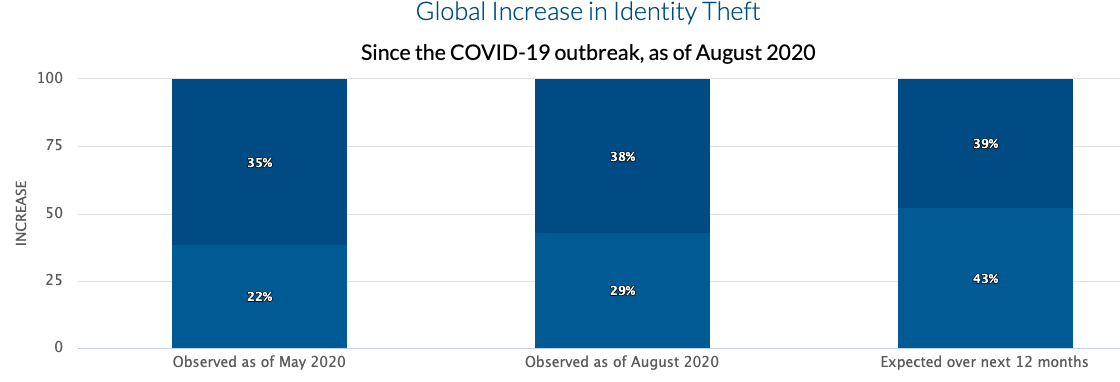 Global Increase in Identity Theft
Since the COVID-19 outbreak, as of August 2020
100
75
50
25
0
INCREASE
35%
38%
39%
22%
29%
43%
Observed as of May 2020
Observed as of August 2020
Expected over next 12 months